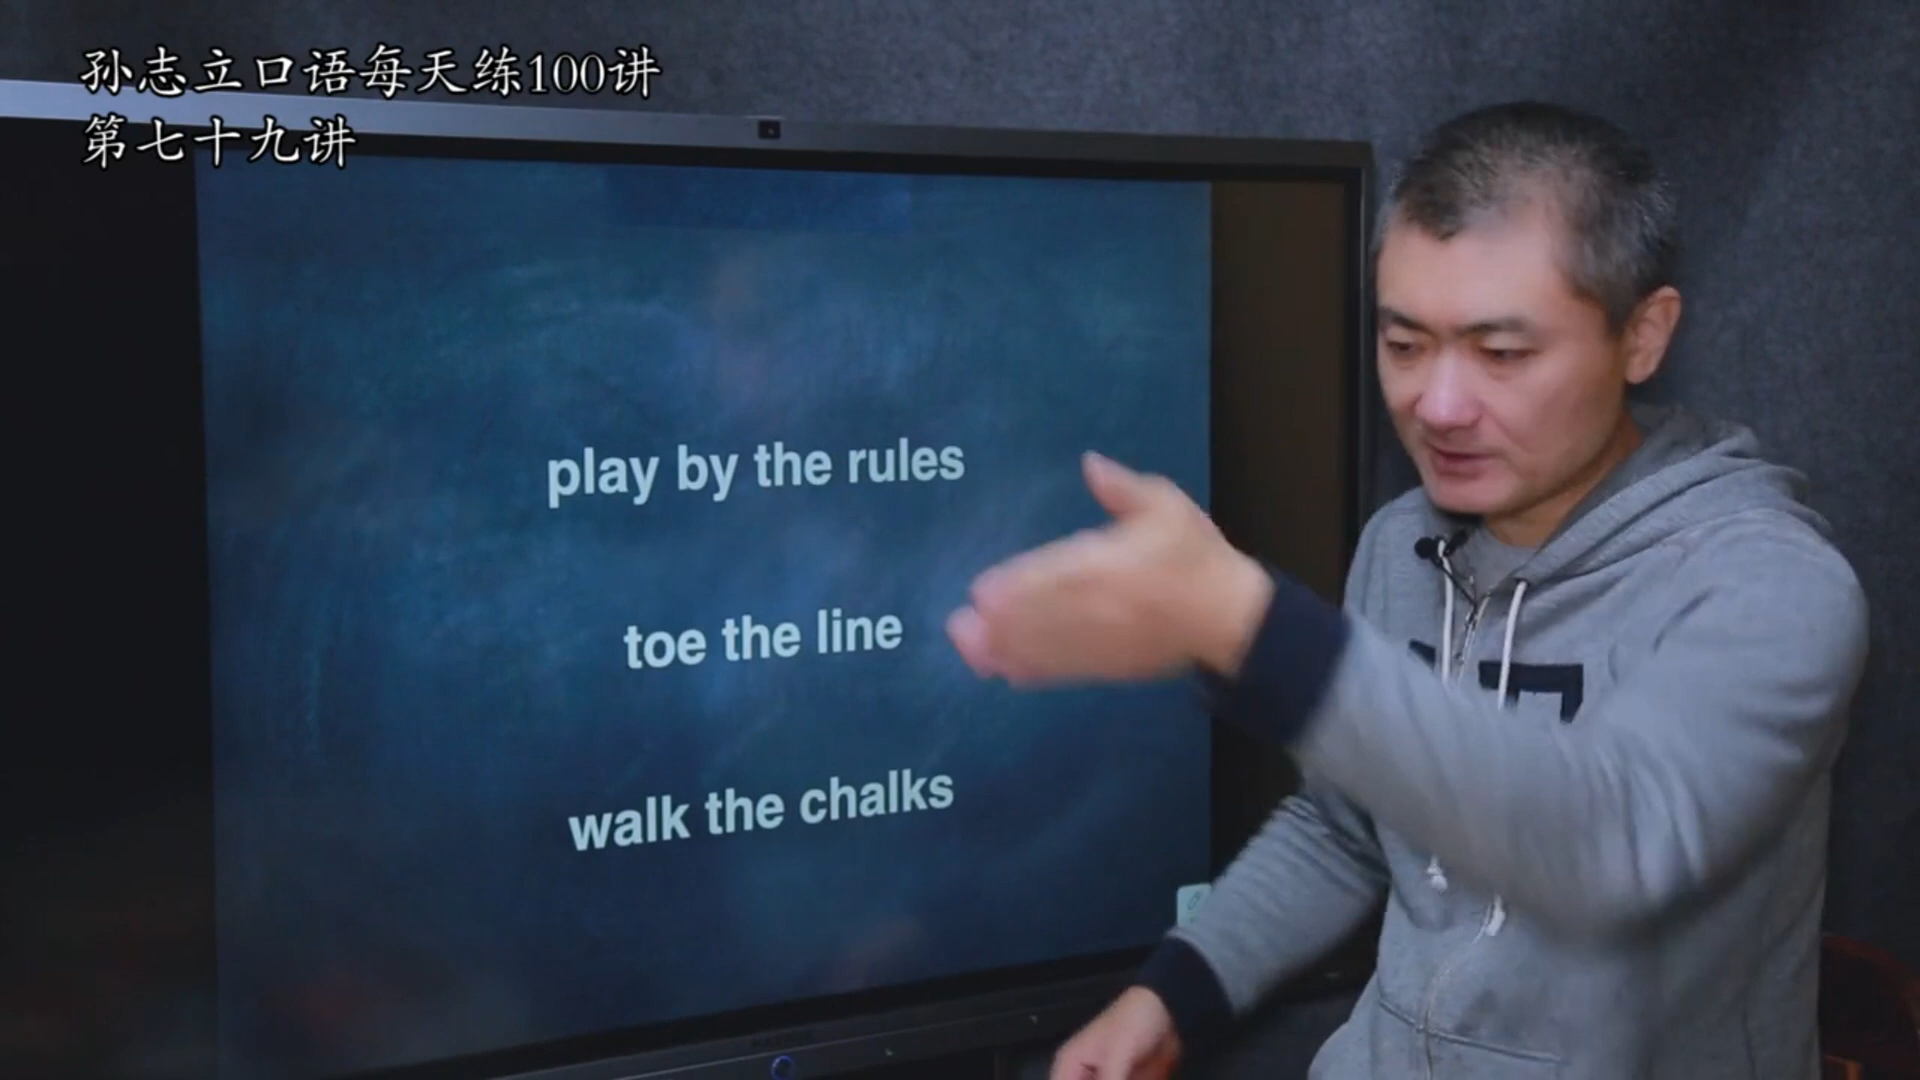 孙志立口语每天练100讲
第七十九讲
play by the rules
toe the line
walk the chalks